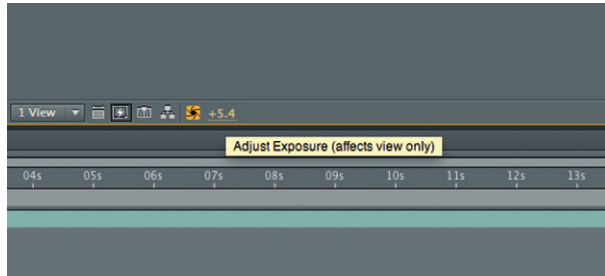 1 View +5.4
Adjust Exposure (affects view only)
04s 05s 06s 07s 08s 09s 10s 11s 12s 13s